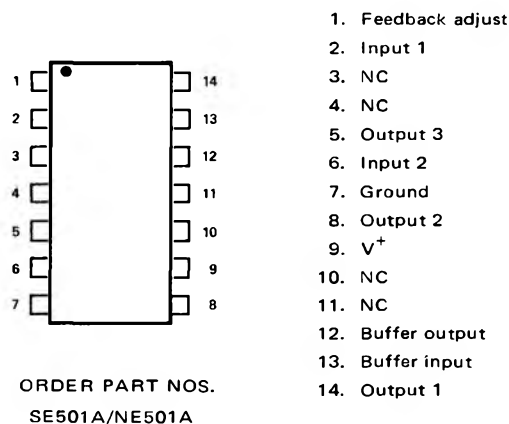 1 14
2 13
3 12
4 11
5 10
6 9
7 8
ORDER PART NOS.
SE501A/NE501A
1. Feedback adjust
2. Input 1
3. NC
4. NC
5. Output 3
6. Input 2
7. Ground
8. Output 2
9. V+
10. NC
11. NC
12. Buffer output
13. Buffer input
14. Output 1